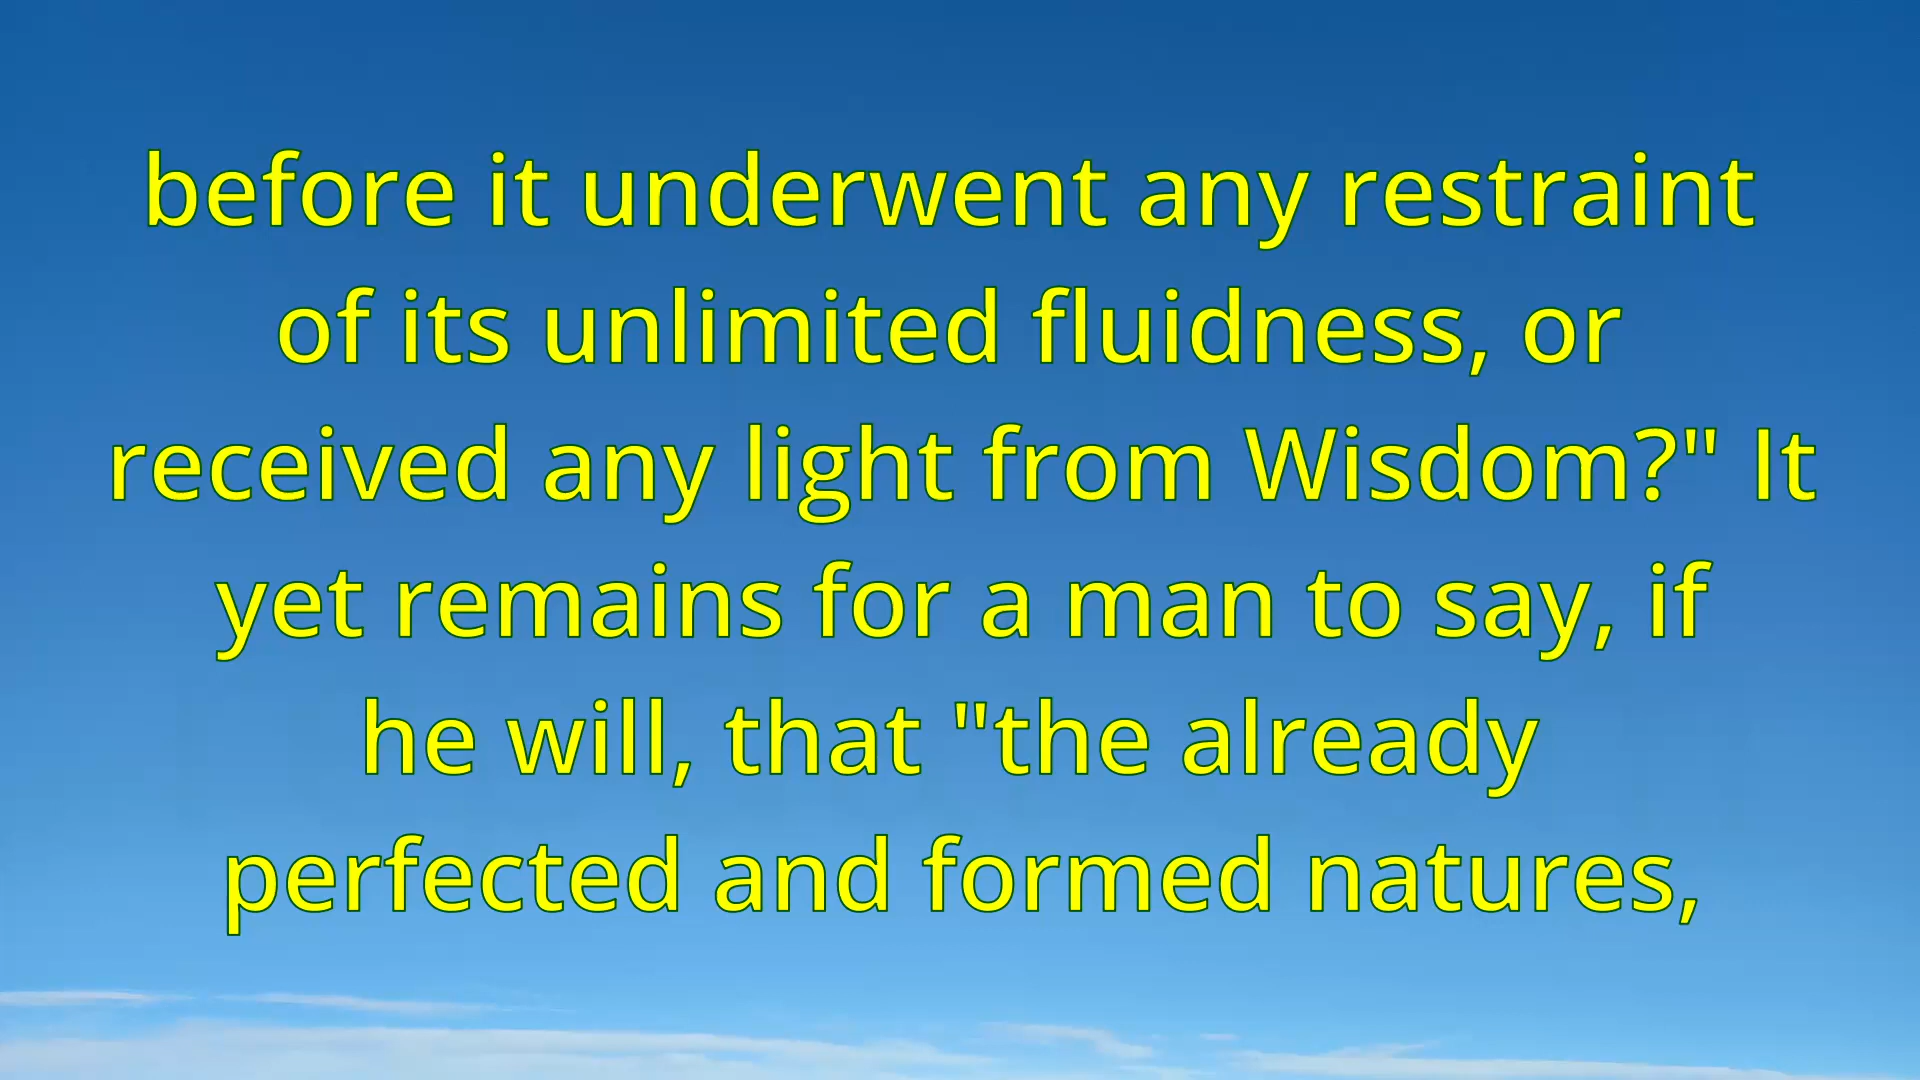 before it underwent any restraint
of its unlimited fluidness, or
received any light from Wisdom?" It
yet remains for a man to say, if
he will, that "the already
perfected and formed natures,